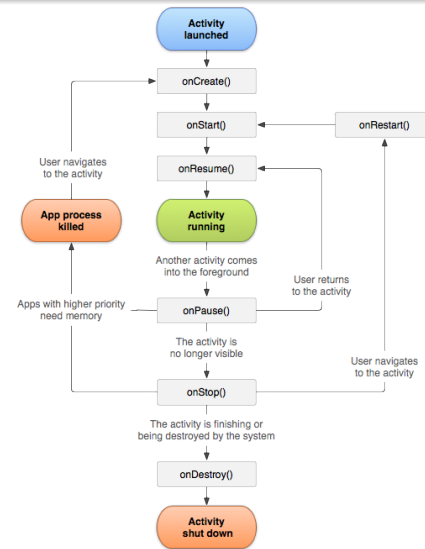 Activity
launched
onCreate()
onStart()
onRestart()
User navigates
to the activity
onResume()
App process
killed
Activity
running
Another activity comes
into the foreground
User returns
to the activity
Apps with higher priority
need memory
onPause()
The activity is
no longer visible
User navigates
to the activity
onStop()
The activity is finishing or
being destroyed by the system
onDestroy()
Activity
shut down